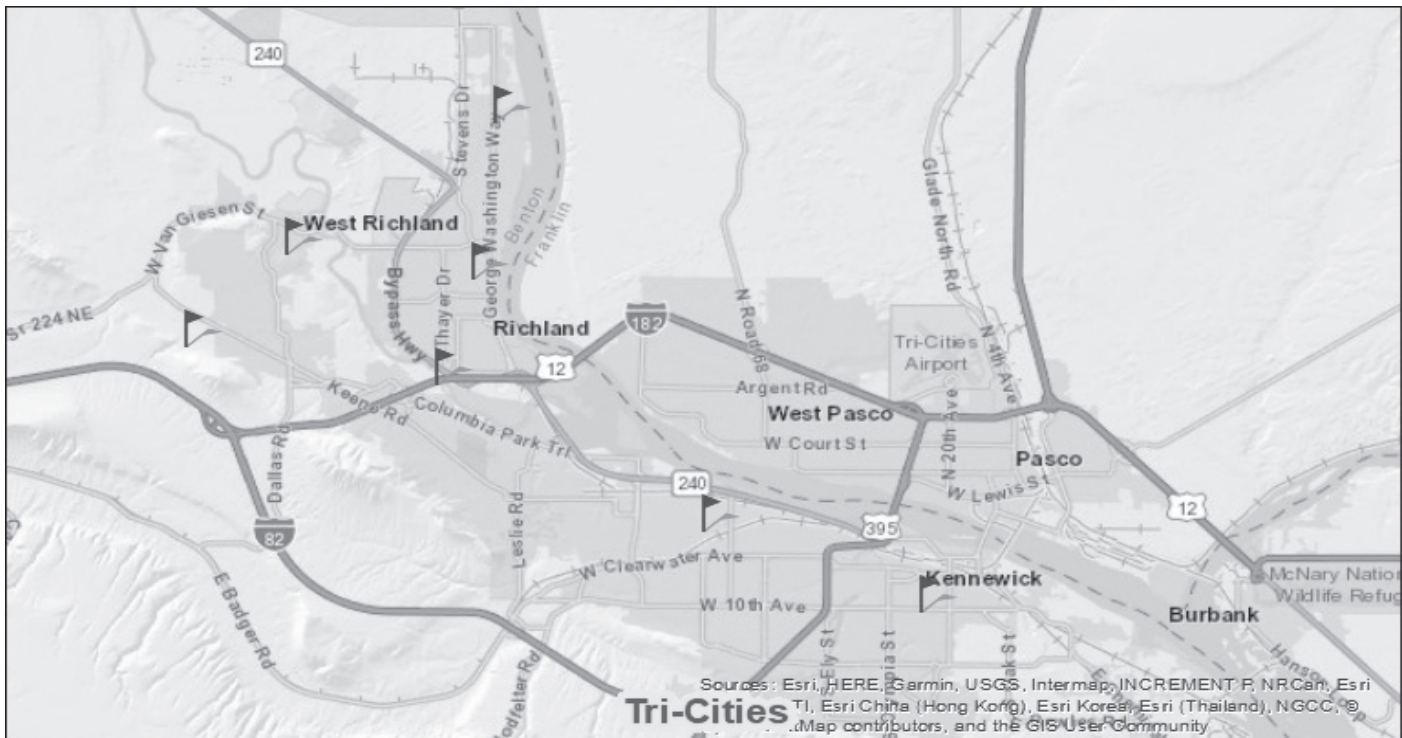 240
Stevens Dr
George Washington Way
Benton
Franklin
Glade North Rd
W Van Giesen St
West Richland
St 224 NE
Bypass Hwy
Thayer Dr
Richland
182
N Road 68
N 4th Ave
Tri-Cities
Airport
12
Argent Rd
West Pasco
N 20th Ave
Keene Rd
Columbia Park Trl
W Court St
Pasco
Dallas Rd
W Lewis St
240
Leslie Rd
12
395
82
W Clearwater Ave
E Badger Rd
Kennewick
McNary Nation
Wildlife Refug
W 10th Ave
Burbank
Ely St
Sources: Esri, HERE, Garmin, USGS, Intermap, INCREMENT P, NRCan, Esri
Tri-Cities
TI, Esri China (Hong Kong), Esri Korea, Esri (Thailand), NGCC, ©
Map contributors, and the GIS User Community